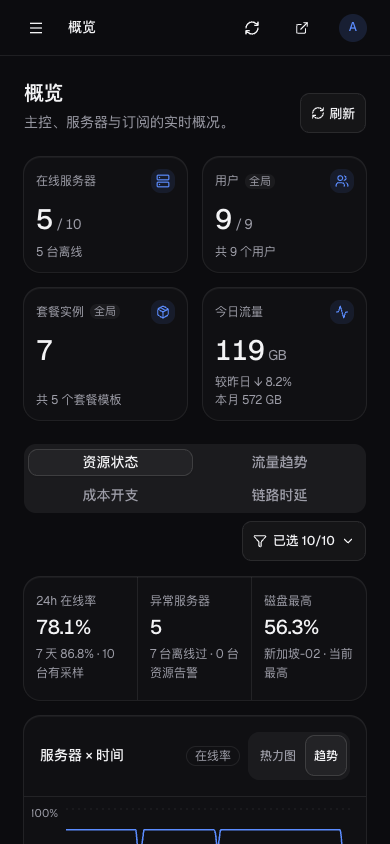 概览
A
概览
主控、服务器与订阅的实时概况。
刷新
在线服务器
5 / 10
5 台离线
用户 全局
9 / 9
共 9 个用户
套餐实例 全局
7
共 5 个套餐模板
今日流量
119 GB
较昨日 ↓ 8.2%
本月 572 GB
资源状态
流量趋势
成本开支
链路时延
已选 10/10
24h 在线率
78.1%
7 天 86.8% · 10
台有采样
异常服务器
5
7 台离线过 · 0 台
资源告警
磁盘最高
56.3%
新加坡-02 · 当前
最高
服务器 × 时间
在线率
热力图
趋势
100%